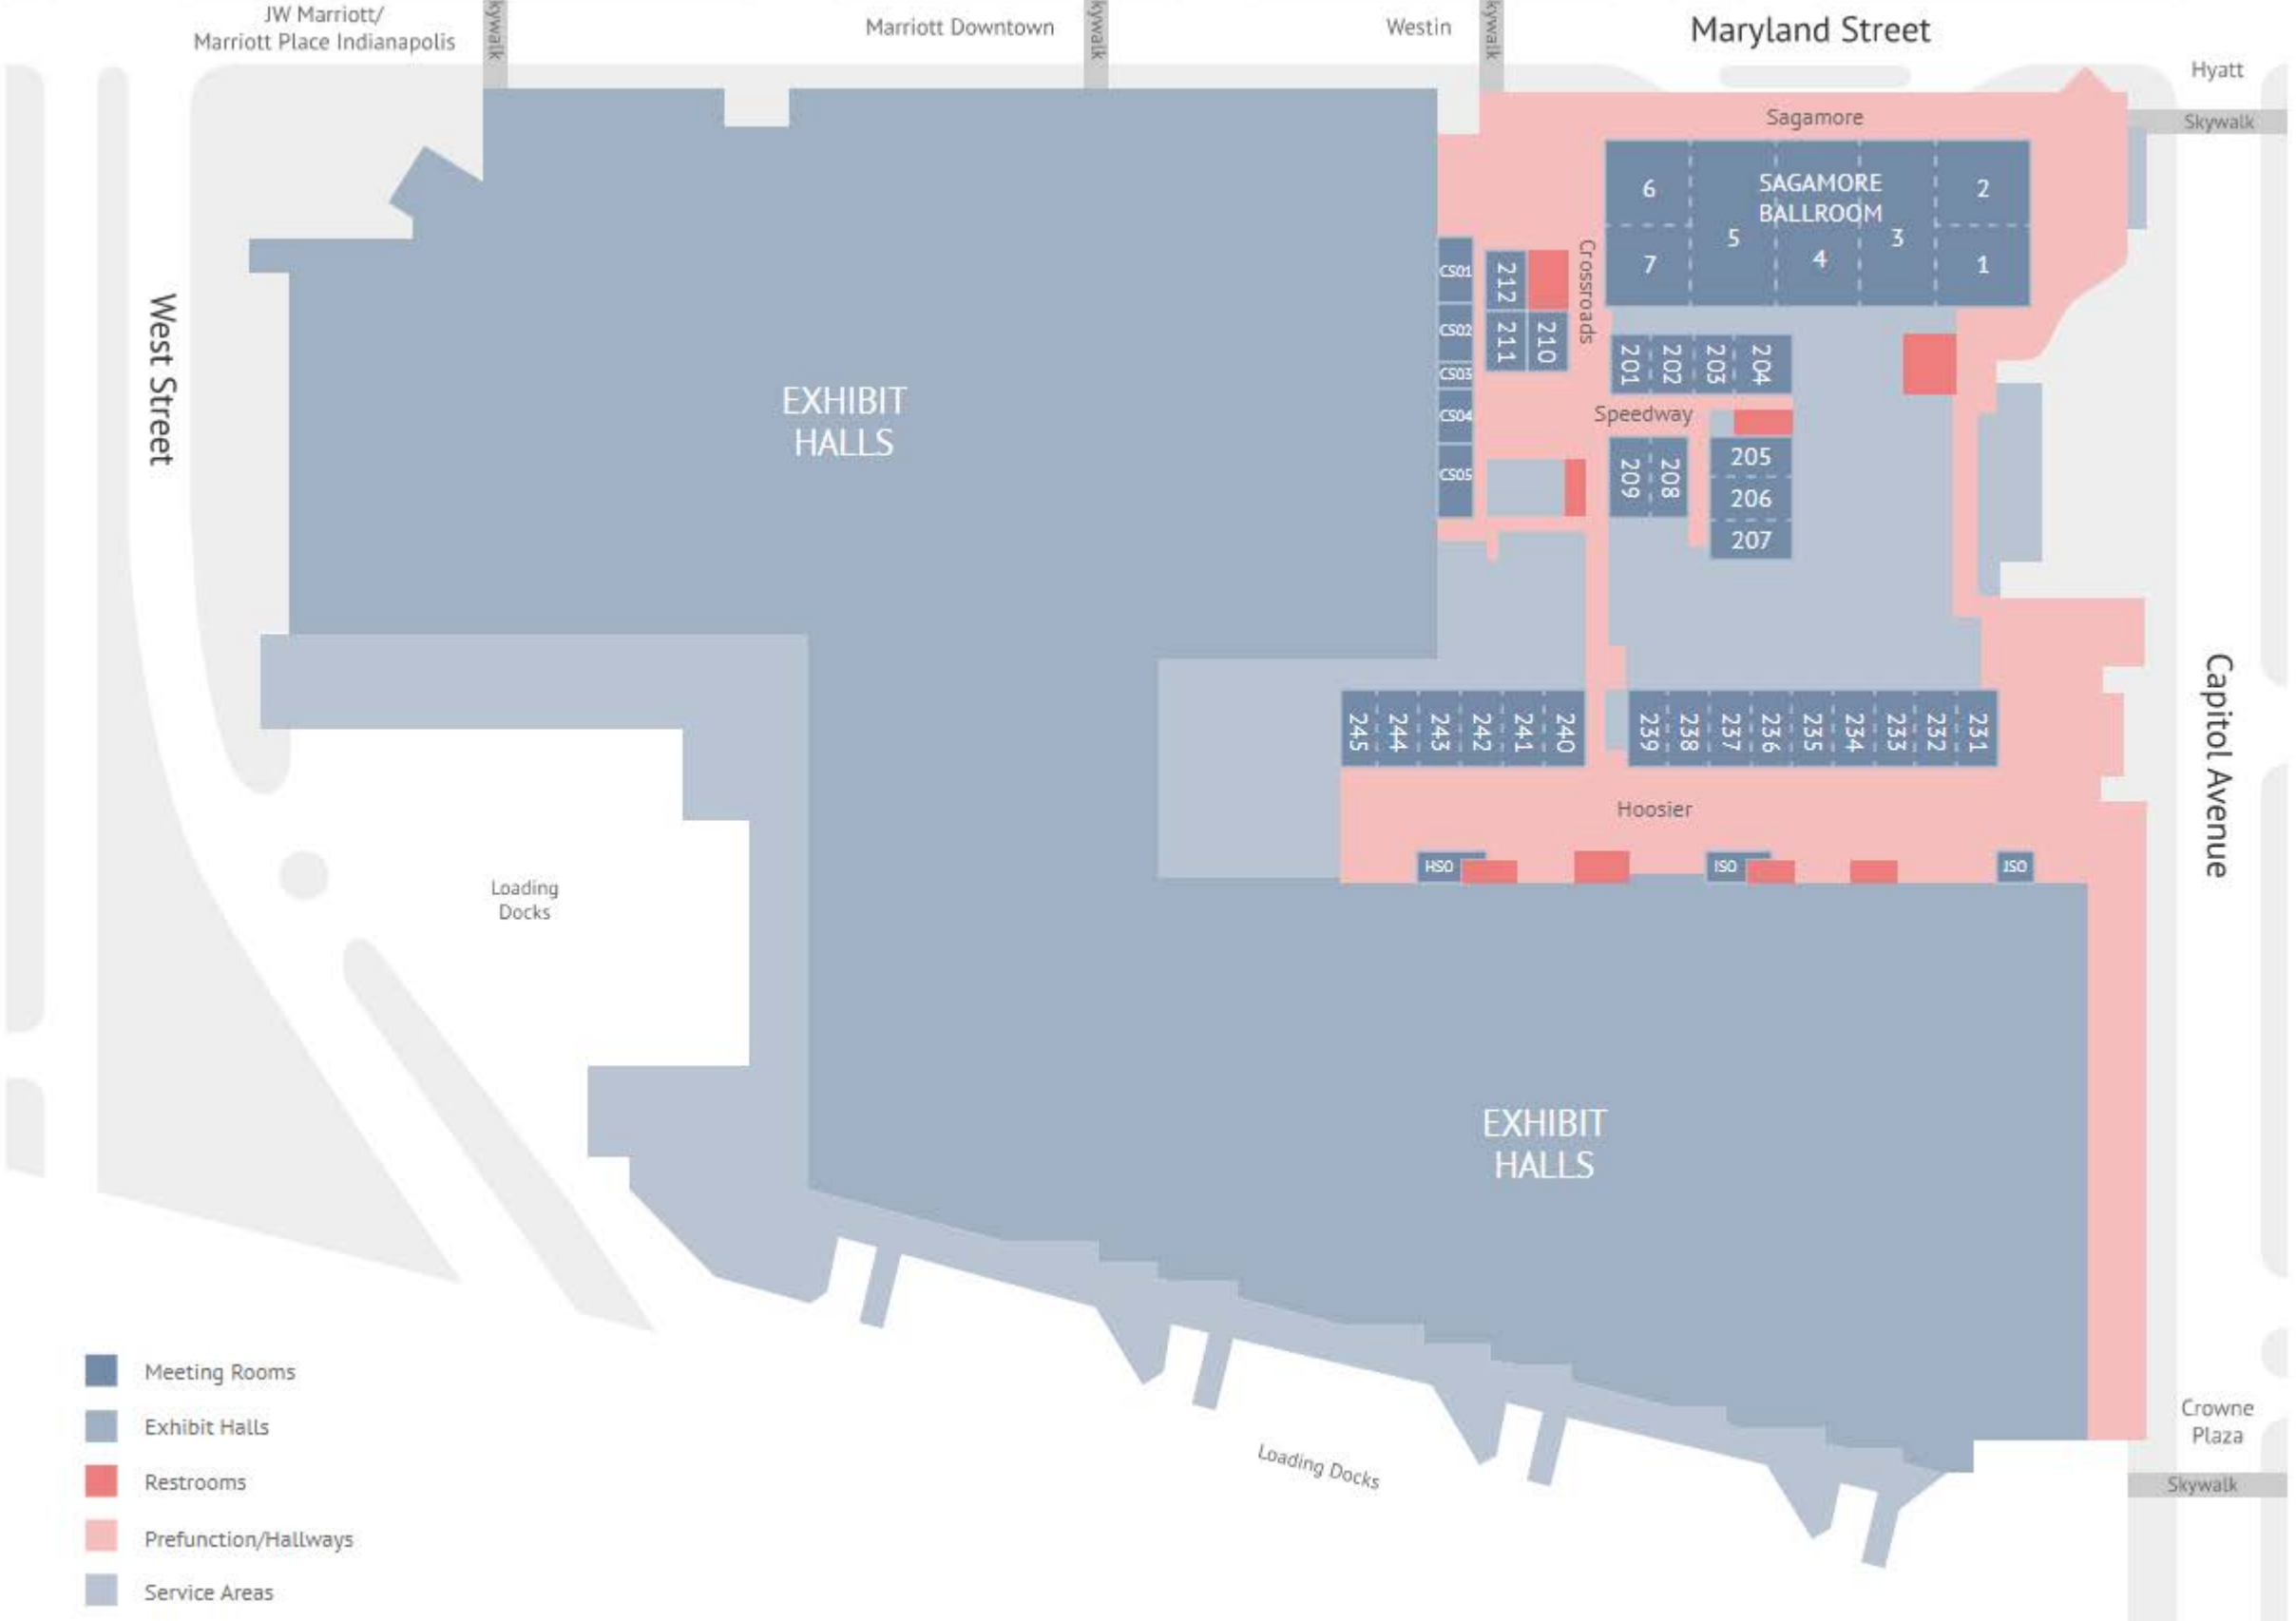 JW Marriott/
Marriott Place Indianapolis
kywalk
Marriott Downtown
kywalk
Westin
kywalk
Maryland Street
Hyatt
Skywalk
Sagamore
SAGAMORE
BALLROOM
6
5
4
3
2
7
1
West Street
EXHIBIT
HALLS
CS01
CS02
CS03
CS04
CS05
212
211
210
Crossroads
201
202
203
204
Speedway
209
208
205
206
207
Capitol Avenue
245
244
243
242
241
240
239
238
237
236
235
234
233
232
231
Hoosier
HSO
ISO
JSO
Loading
Docks
EXHIBIT
HALLS
Loading Docks
Crowne
Plaza
Skywalk
Meeting Rooms
Exhibit Halls
Restrooms
Prefunction/Hallways
Service Areas